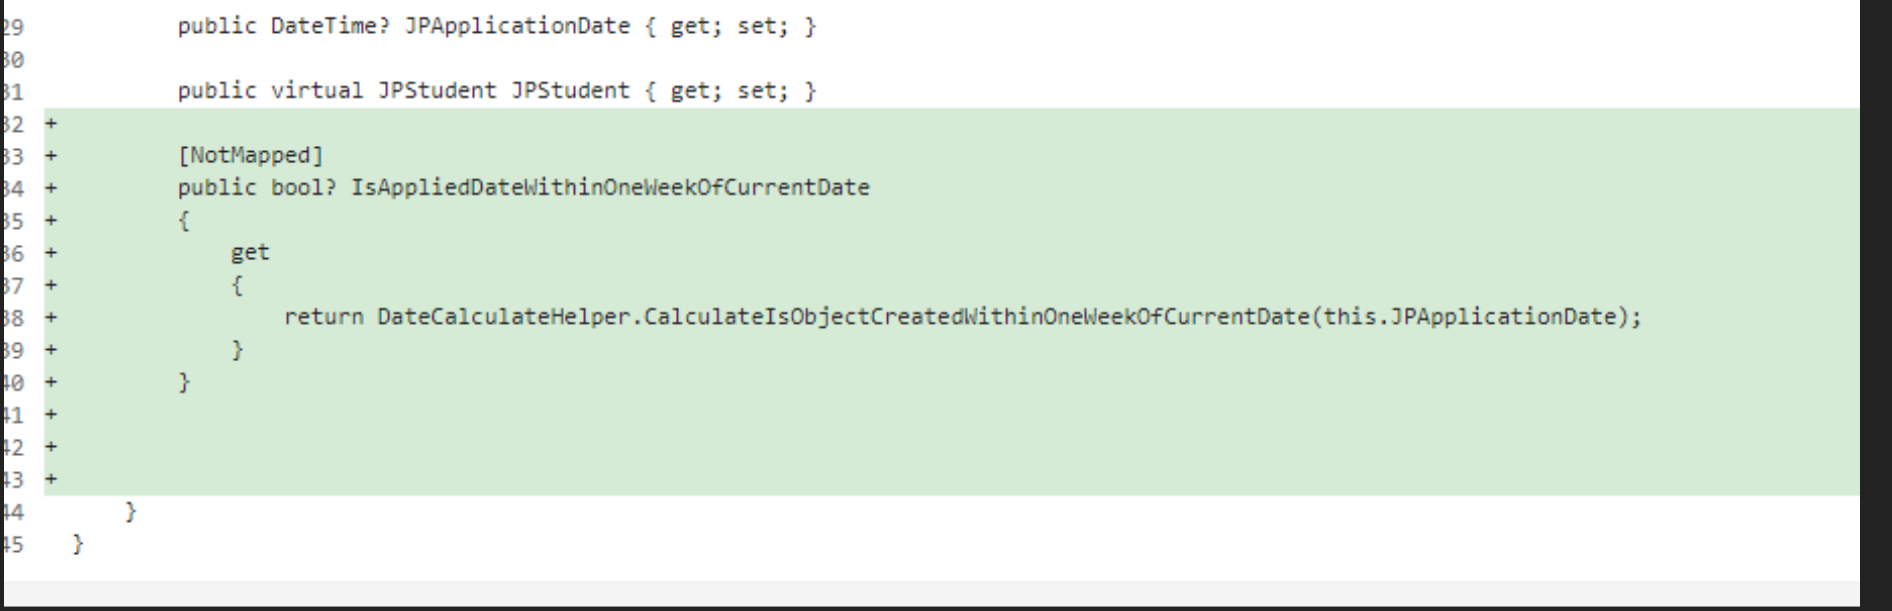 29 public DateTime? JPApplicationDate { get; set; }
30
31 public virtual JPStudent JPStudent { get; set; }
32 +
33 + [NotMapped]
34 + public bool? IsAppliedDateWithinOneWeekOfCurrentDate
35 + {
36 + get
37 + {
38 + return DateCalculateHelper.CalculateIsObjectCreatedWithinOneWeekOfCurrentDate(this.JPApplicationDate);
39 + }
40 + }
41 +
42 +
43 +
44 }
45 }